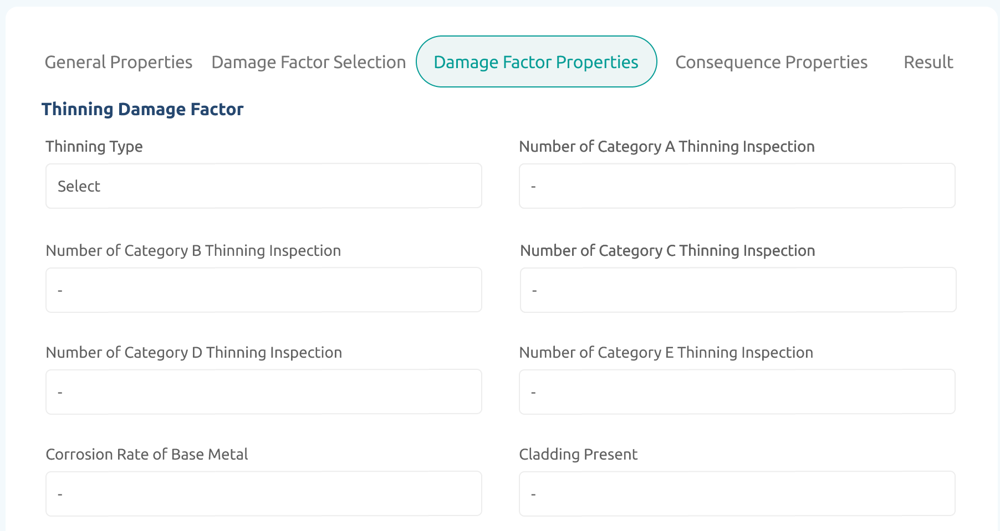 General Properties Damage Factor Selection Damage Factor Properties Consequence Properties Result
Thinning Damage Factor
Thinning Type Number of Category A Thinning Inspection
Select -
Number of Category B Thinning Inspection Number of Category C Thinning Inspection
- -
Number of Category D Thinning Inspection Number of Category E Thinning Inspection
- -
Corrosion Rate of Base Metal Cladding Present
- -